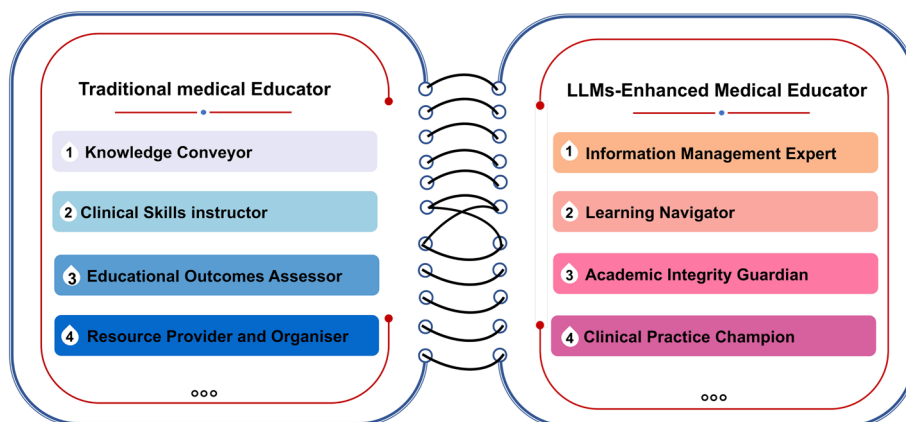 Traditional medical Educator
1 Knowledge Conveyor
2 Clinical Skills instructor
3 Educational Outcomes Assessor
4 Resource Provider and Organiser
LLMs-Enhanced Medical Educator
1 Information Management Expert
2 Learning Navigator
3 Academic Integrity Guardian
4 Clinical Practice Champion